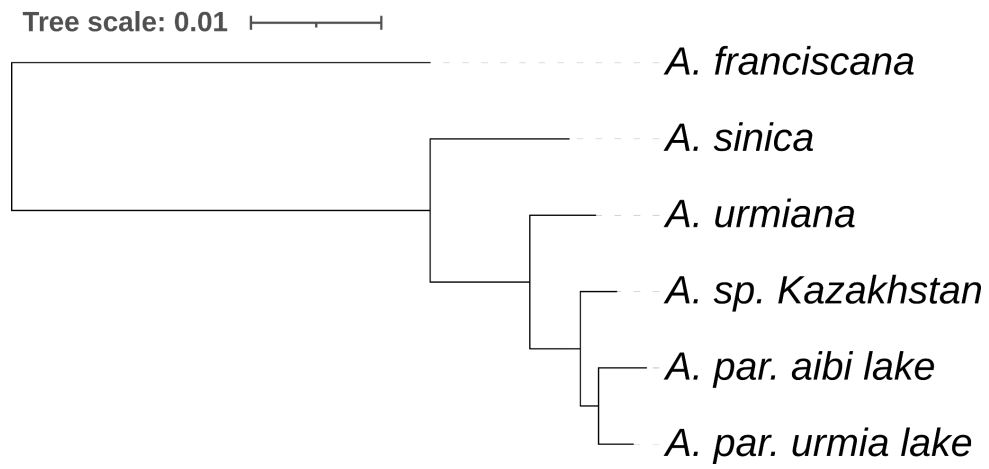 Tree scale: 0.01
A. franciscana
A. sinica
A. urmiana
A. sp. Kazakhstan
A. par. aibi lake
A. par. urmia lake